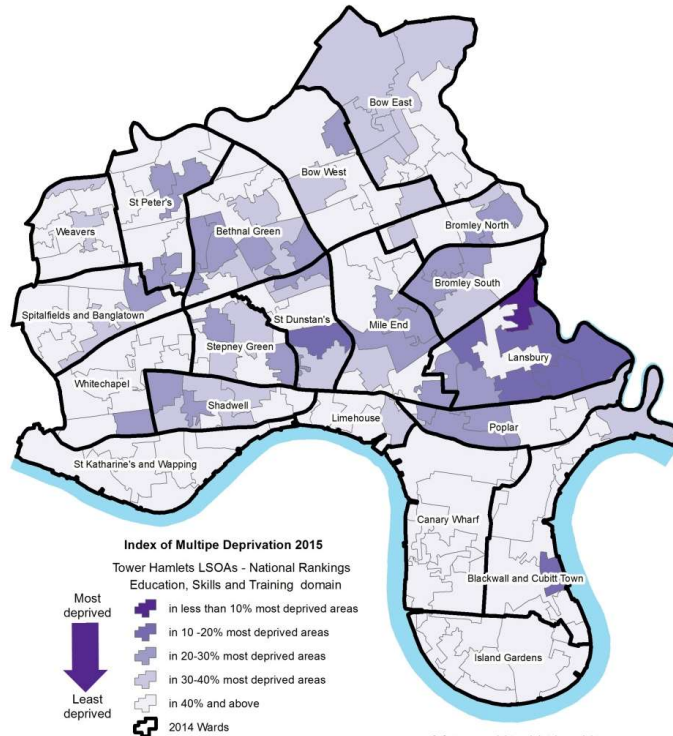 Bow East
Bow West
St Peter's
Weavers
Bethnal Green
Bromley North
Bromley South
Spitalfields and Banglatown
St Dunstan's
Mile End
Stepney Green
Lansbury
Whitechapel
Shadwell
Limehouse
Poplar
St Katharine's and Wapping
Canary Wharf
Blackwall and Cubitt Town
Island Gardens
Index of Multipe Deprivation 2015
Tower Hamlets LSOAs - National Rankings
Education, Skills and Training domain
Most
deprived
Least
deprived
in less than 10% most deprived areas
in 10 -20% most deprived areas
in 20-30% most deprived areas
in 30-40% most deprived areas
in 40% and above
2014 Wards